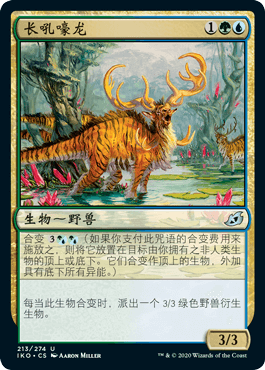 长吼嚎龙 1
生物~野兽
合变 3（如果你支付此咒语的合变费用来
施放之，则将它放置在目标由你拥有之非人类生
物的顶上或底下。它们合变作顶上的生物，外加
具有底下所有异能。）
每当此生物合变时，派出一个 3/3 绿色野兽衍生
生物。
3/3
213/274 U
IKO • CS AARON MILLER
™ & © 2020 Wizards of the Coast